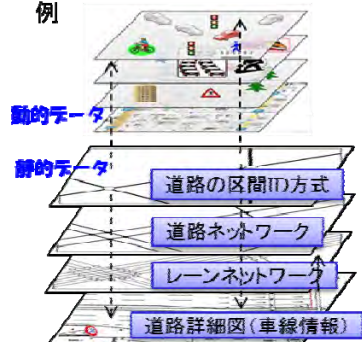 例
動的データ
静的データ
道路の区間ID方式
道路ネットワーク
レーンネットワーク
道路詳細図(車線情報)